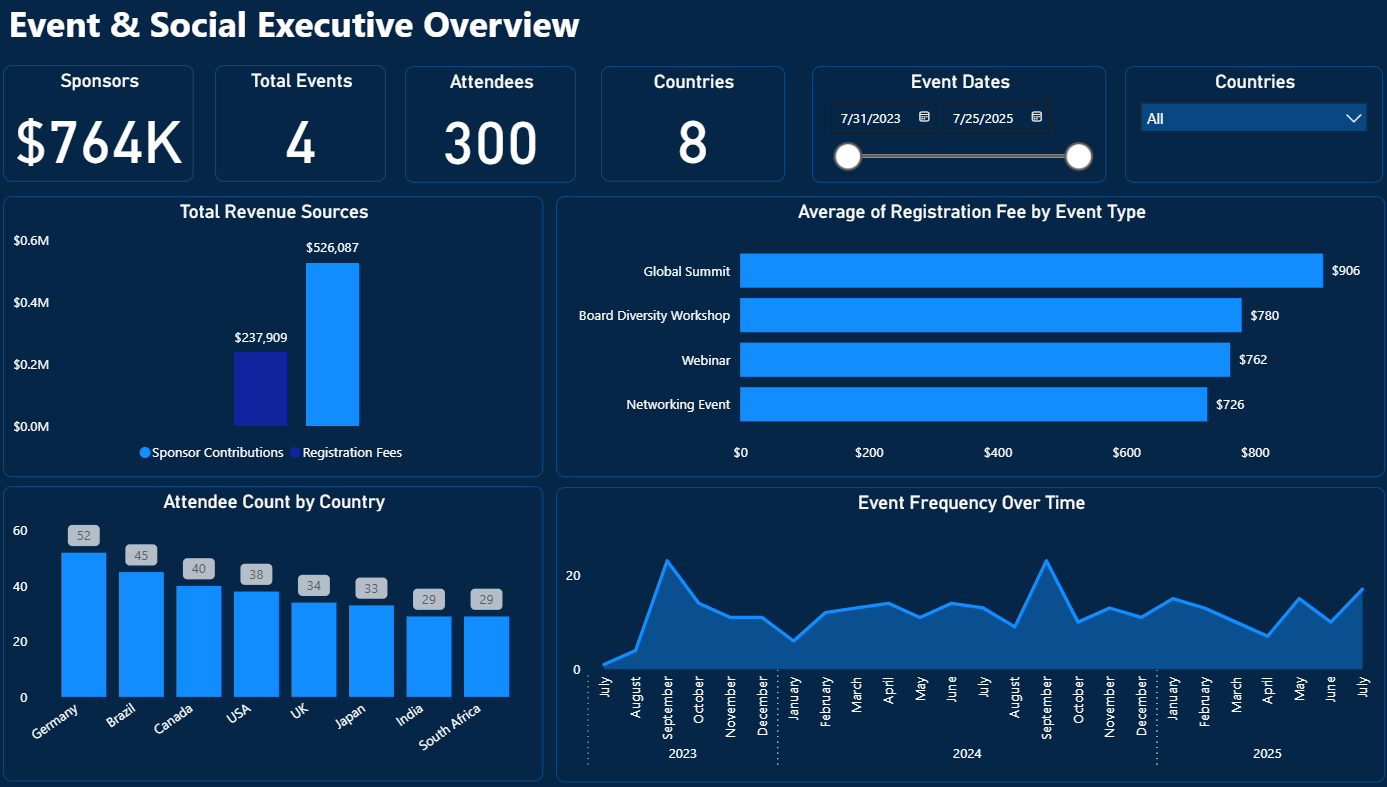 Event & Social Executive Overview
Sponsors
$764K
Total Events
4
Attendees
300
Countries
8
Event Dates
7/31/2023
7/25/2025
Countries
All
Total Revenue Sources
$0.6M
$0.4M
$0.2M
$0.0M
$237,909
$526,087
Sponsor Contributions
Registration Fees
Average of Registration Fee by Event Type
Global Summit
$906
Board Diversity Workshop
$780
Webinar
$762
Networking Event
$726
$0
$200
$400
$600
$800
Attendee Count by Country
60
40
20
0
52
45
40
38
34
33
29
29
Germany
Brazil
Canada
USA
UK
Japan
India
South Africa
Event Frequency Over Time
20
0
July
August
September
October
November
December
January
February
March
April
May
June
July
August
September
October
November
December
January
February
March
April
May
June
July
2023
2024
2025